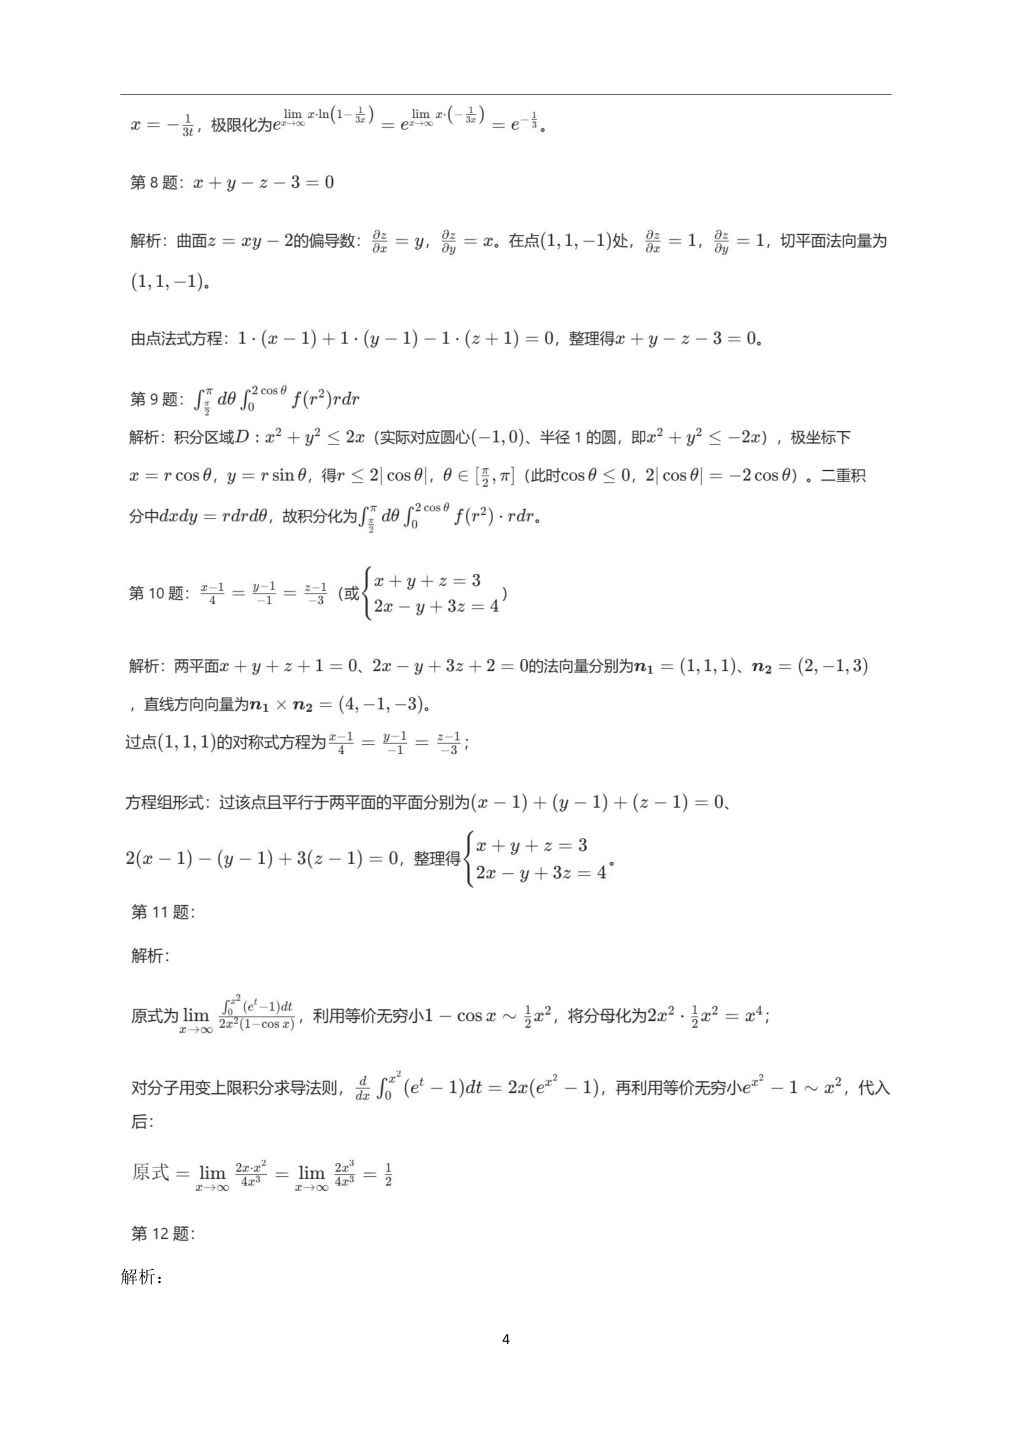 x = −1/(3t)，极限化为e^{lim_{x→∞} x·ln(1−1/(3x))} = e^{lim_{x→∞} x·(−1/(3x))} = e^{−1/3}。
第 8 题：x + y − z − 3 = 0
解析：曲面z = xy − 2的偏导数：∂z/∂x = y，∂z/∂y = x。在点(1, 1, −1)处，∂z/∂x = 1，∂z/∂y = 1，切平面法向量为
(1, 1, −1)。
由点法式方程：1 · (x − 1) + 1 · (y − 1) − 1 · (z + 1) = 0，整理得x + y − z − 3 = 0。
第 9 题：∫_{π/2}^{π} dθ ∫_0^{2 cos θ} f(r²)rdr
解析：积分区域D : x² + y² ≤ 2x（实际对应圆心(−1, 0)、半径 1 的圆，即x² + y² ≤ −2x），极坐标下
x = r cos θ，y = r sin θ，得r ≤ 2| cos θ|，θ ∈ [π/2, π]（此时cos θ ≤ 0，2| cos θ| = −2 cos θ）。二重积
分中dxdy = rdrdθ，故积分化为∫_{π/2}^{π} dθ ∫_0^{2 cos θ} f(r²) · rdr。
第 10 题：(x−1)/4 = (y−1)/(−1) = (z−1)/(−3)（或{x + y + z = 3
2x − y + 3z = 4）
解析：两平面x + y + z + 1 = 0、2x − y + 3z + 2 = 0的法向量分别为n₁ = (1, 1, 1)、n₂ = (2, −1, 3)
，直线方向向量为n₁ × n₂ = (4, −1, −3)。
过点(1, 1, 1)的对称式方程为(x−1)/4 = (y−1)/(−1) = (z−1)/(−3)；
方程组形式：过该点且平行于两平面的平面分别为(x − 1) + (y − 1) + (z − 1) = 0、
2(x − 1) − (y − 1) + 3(z − 1) = 0，整理得{x + y + z = 3
2x − y + 3z = 4。
第 11 题：
解析：
原式为 lim_{x→∞} ∫_0^{x²}(e^t−1)dt / (2x²(1−cos x))，利用等价无穷小1 − cos x ∼ 1/2 x²，将分母化为2x² · 1/2 x² = x⁴；
对分子用变上限积分求导法则，d/dx ∫_0^{x²}(e^t − 1)dt = 2x(e^{x²} − 1)，再利用等价无穷小e^{x²} − 1 ∼ x²，代入
后：
原式 = lim_{x→∞} (2x·x²)/(4x³) = lim_{x→∞} (2x³)/(4x³) = 1/2
第 12 题：
解析：
4